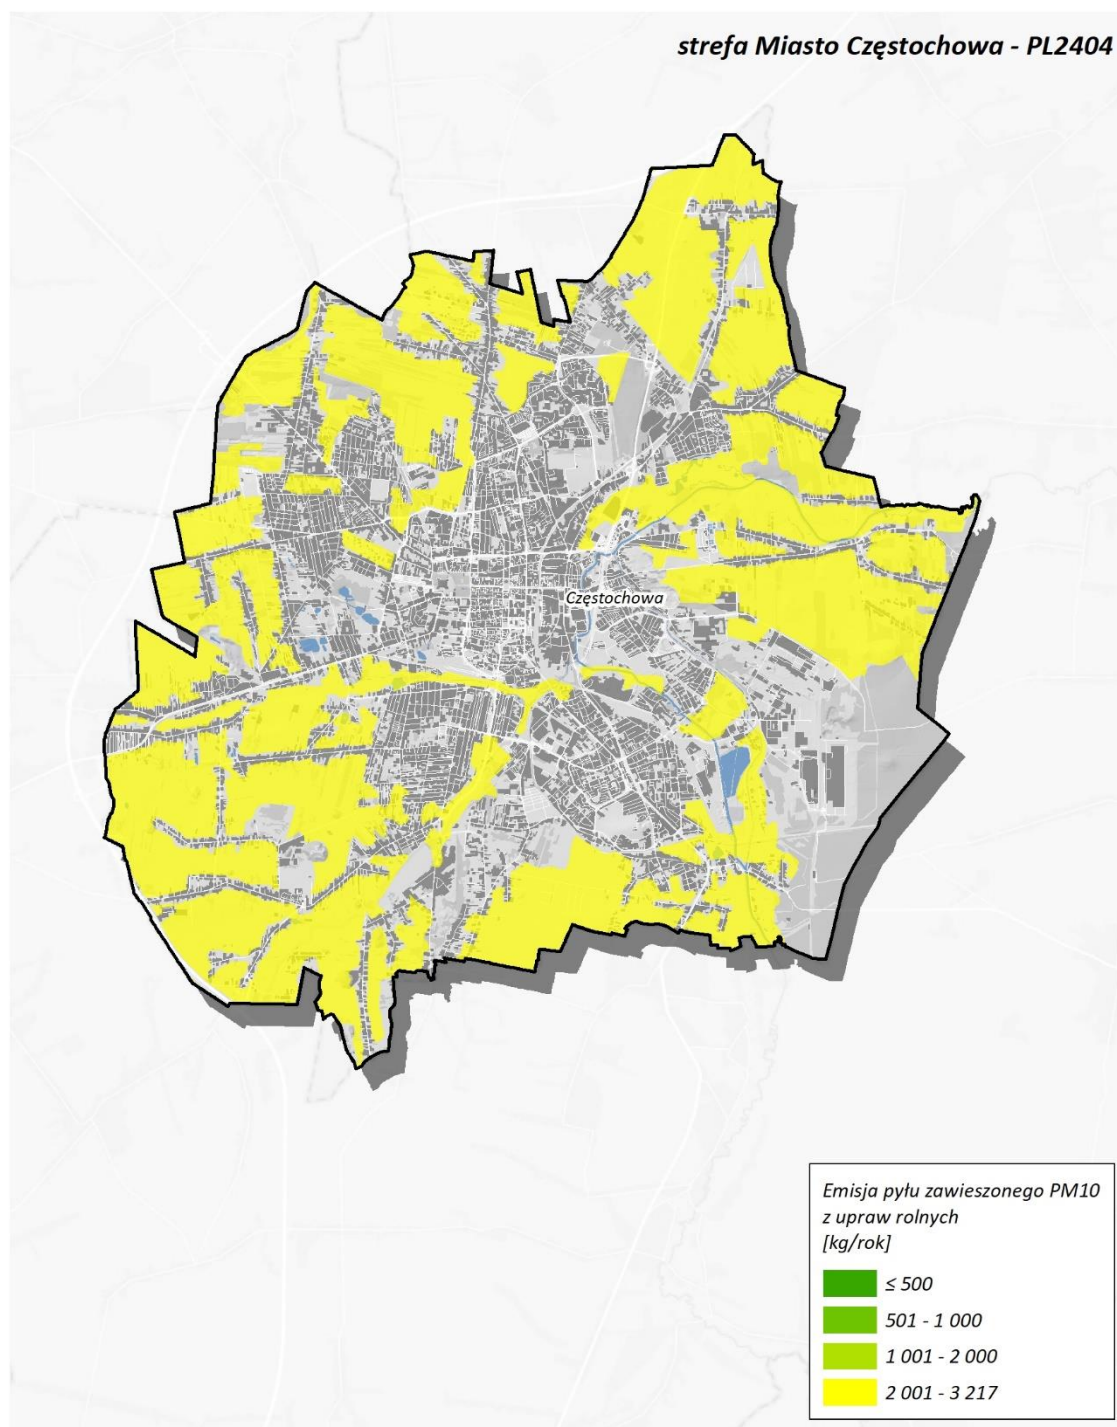 strefa Miasto Częstochowa - PL2404
Częstochowa
Emisja pyłu zawieszonego PM10
z upraw rolnych
[kg/rok]
≤ 500
501 - 1 000
1 001 - 2 000
2 001 - 3 217